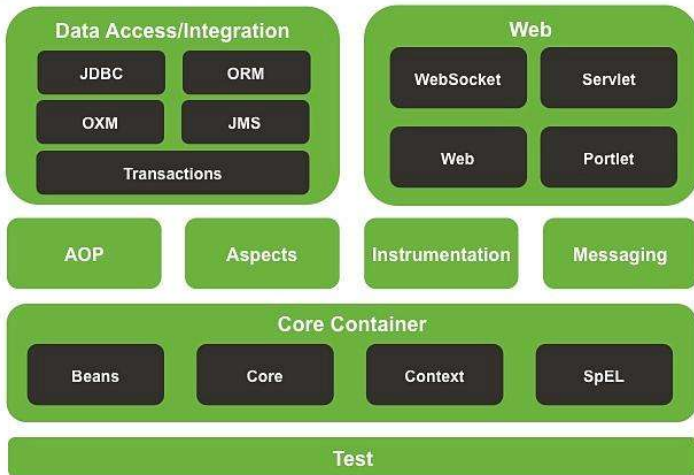 Data Access/Integration
JDBC
ORM
OXM
JMS
Transactions
Web
WebSocket
Servlet
Web
Portlet
AOP
Aspects
Instrumentation
Messaging
Core Container
Beans
Core
Context
SpEL
Test